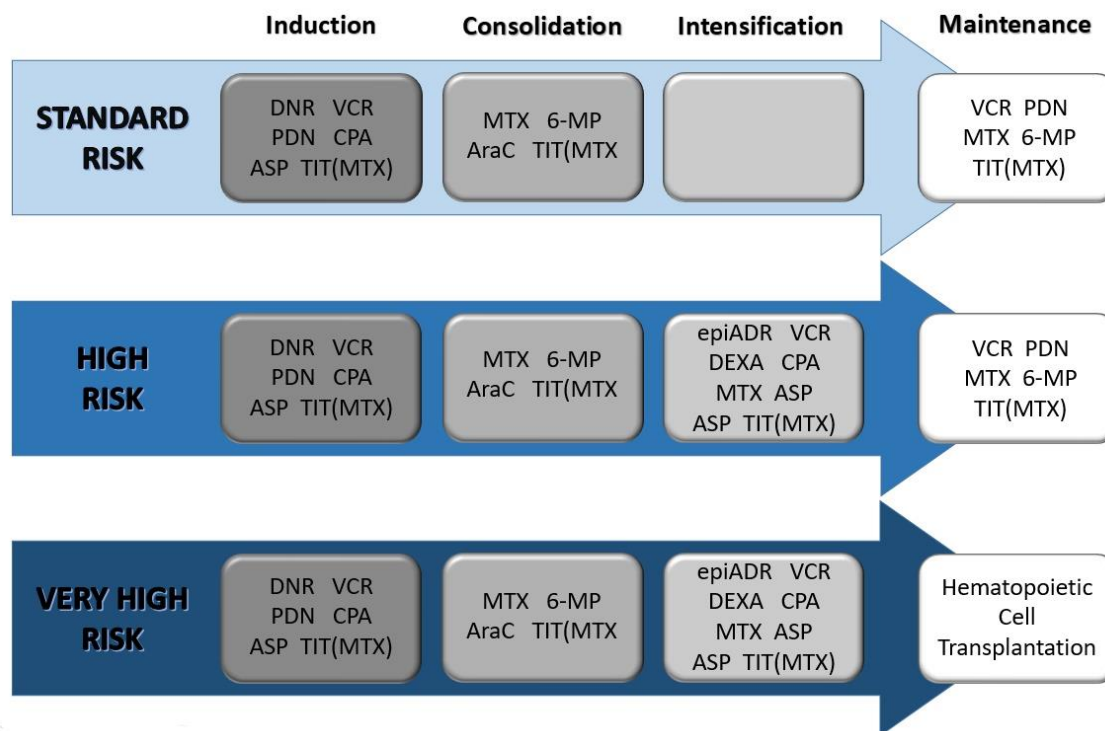 Induction
Consolidation
Intensification
Maintenance
STANDARD
RISK
DNR VCR
PDN CPA
ASP TIT(MTX)
MTX 6-MP
AraC TIT(MTX
VCR PDN
MTX 6-MP
TIT(MTX)
HIGH
RISK
DNR VCR
PDN CPA
ASP TIT(MTX)
MTX 6-MP
AraC TIT(MTX
epiADR VCR
DEXA CPA
MTX ASP
ASP TIT(MTX)
VCR PDN
MTX 6-MP
TIT(MTX)
VERY HIGH
RISK
DNR VCR
PDN CPA
ASP TIT(MTX)
MTX 6-MP
AraC TIT(MTX
epiADR VCR
DEXA CPA
MTX ASP
ASP TIT(MTX)
Hematopoietic
Cell
Transplantation